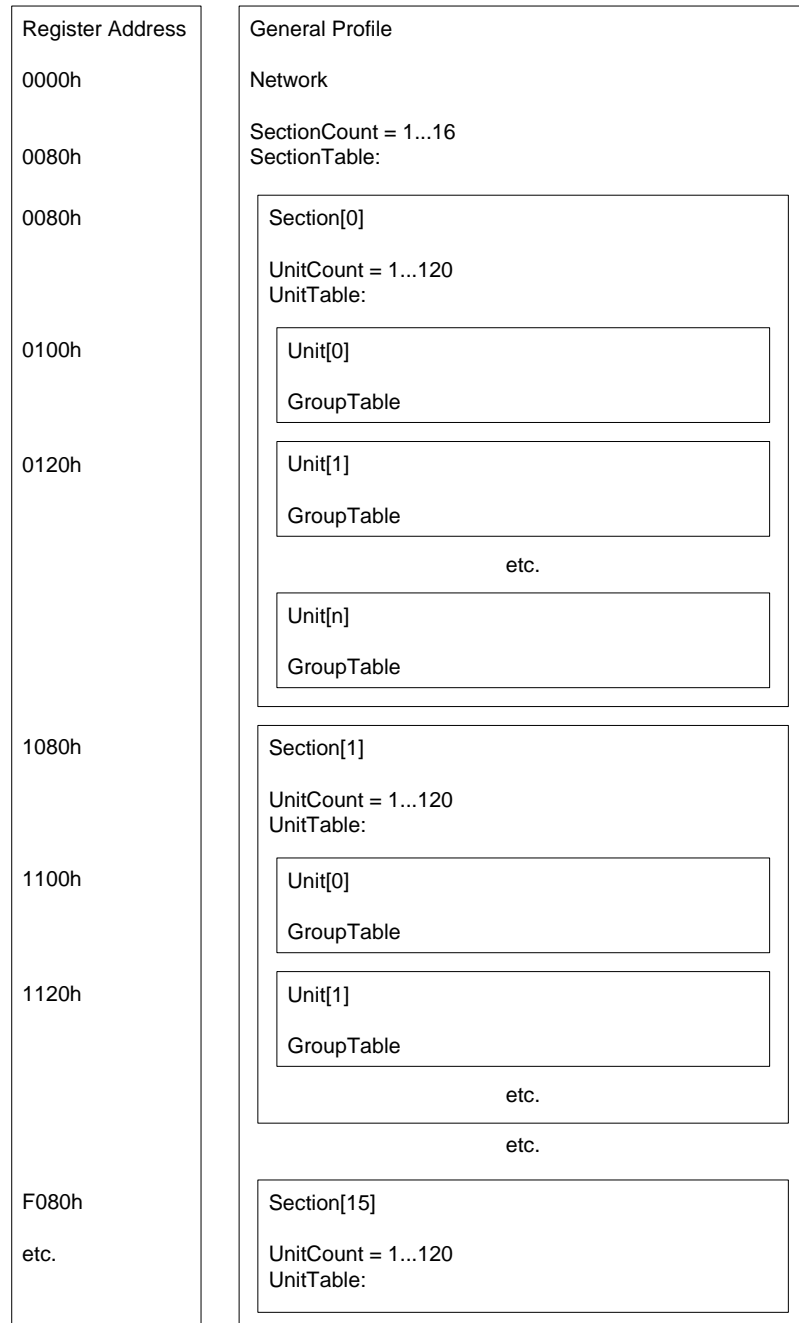 Register Address
General Profile
0000h
Network
SectionCount = 1...16
0080h
SectionTable:
0080h
Section[0]
UnitCount = 1...120
UnitTable:
0100h
Unit[0]
GroupTable
0120h
Unit[1]
GroupTable
etc.
Unit[n]
GroupTable
1080h
Section[1]
UnitCount = 1...120
UnitTable:
1100h
Unit[0]
GroupTable
1120h
Unit[1]
GroupTable
etc.
etc.
F080h
Section[15]
etc.
UnitCount = 1...120
UnitTable: